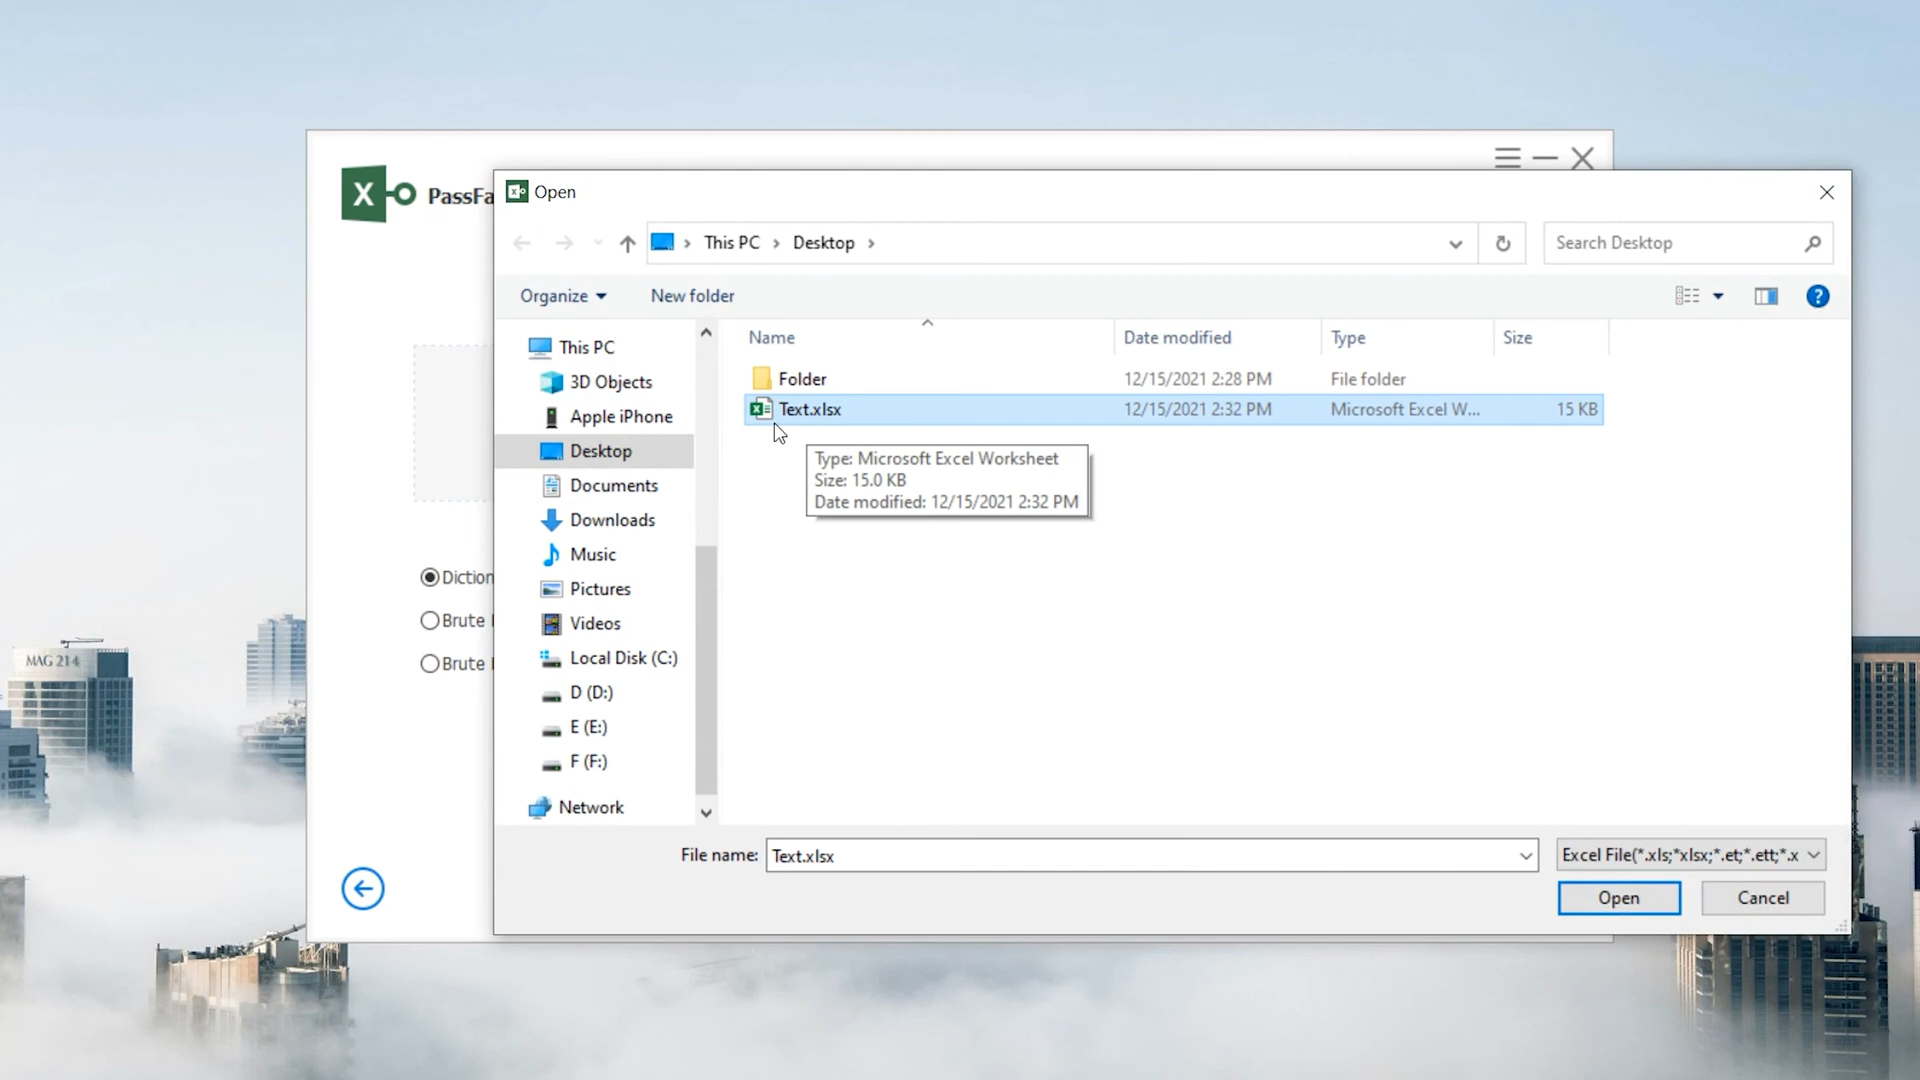 PassFa
Open
This PC
Desktop
Search Desktop
Organize
New folder
?
Name
Date modified
Type
Size
This PC
3D Objects
Apple iPhone
Desktop
Documents
Downloads
Music
Pictures
Videos
Local Disk (C:)
D (D:)
E (E:)
F (F:)
Network
Folder
12/15/2021 2:28 PM
File folder
Text.xlsx
12/15/2021 2:32 PM
Microsoft Excel W...
15 KB
Type: Microsoft Excel Worksheet
Size: 15.0 KB
Date modified: 12/15/2021 2:32 PM
Diction
Brute
Brute
File name:
Text.xlsx
Excel File(*.xls;*xlsx;*.et;*.ett;*.x
Open
Cancel
MAG 214